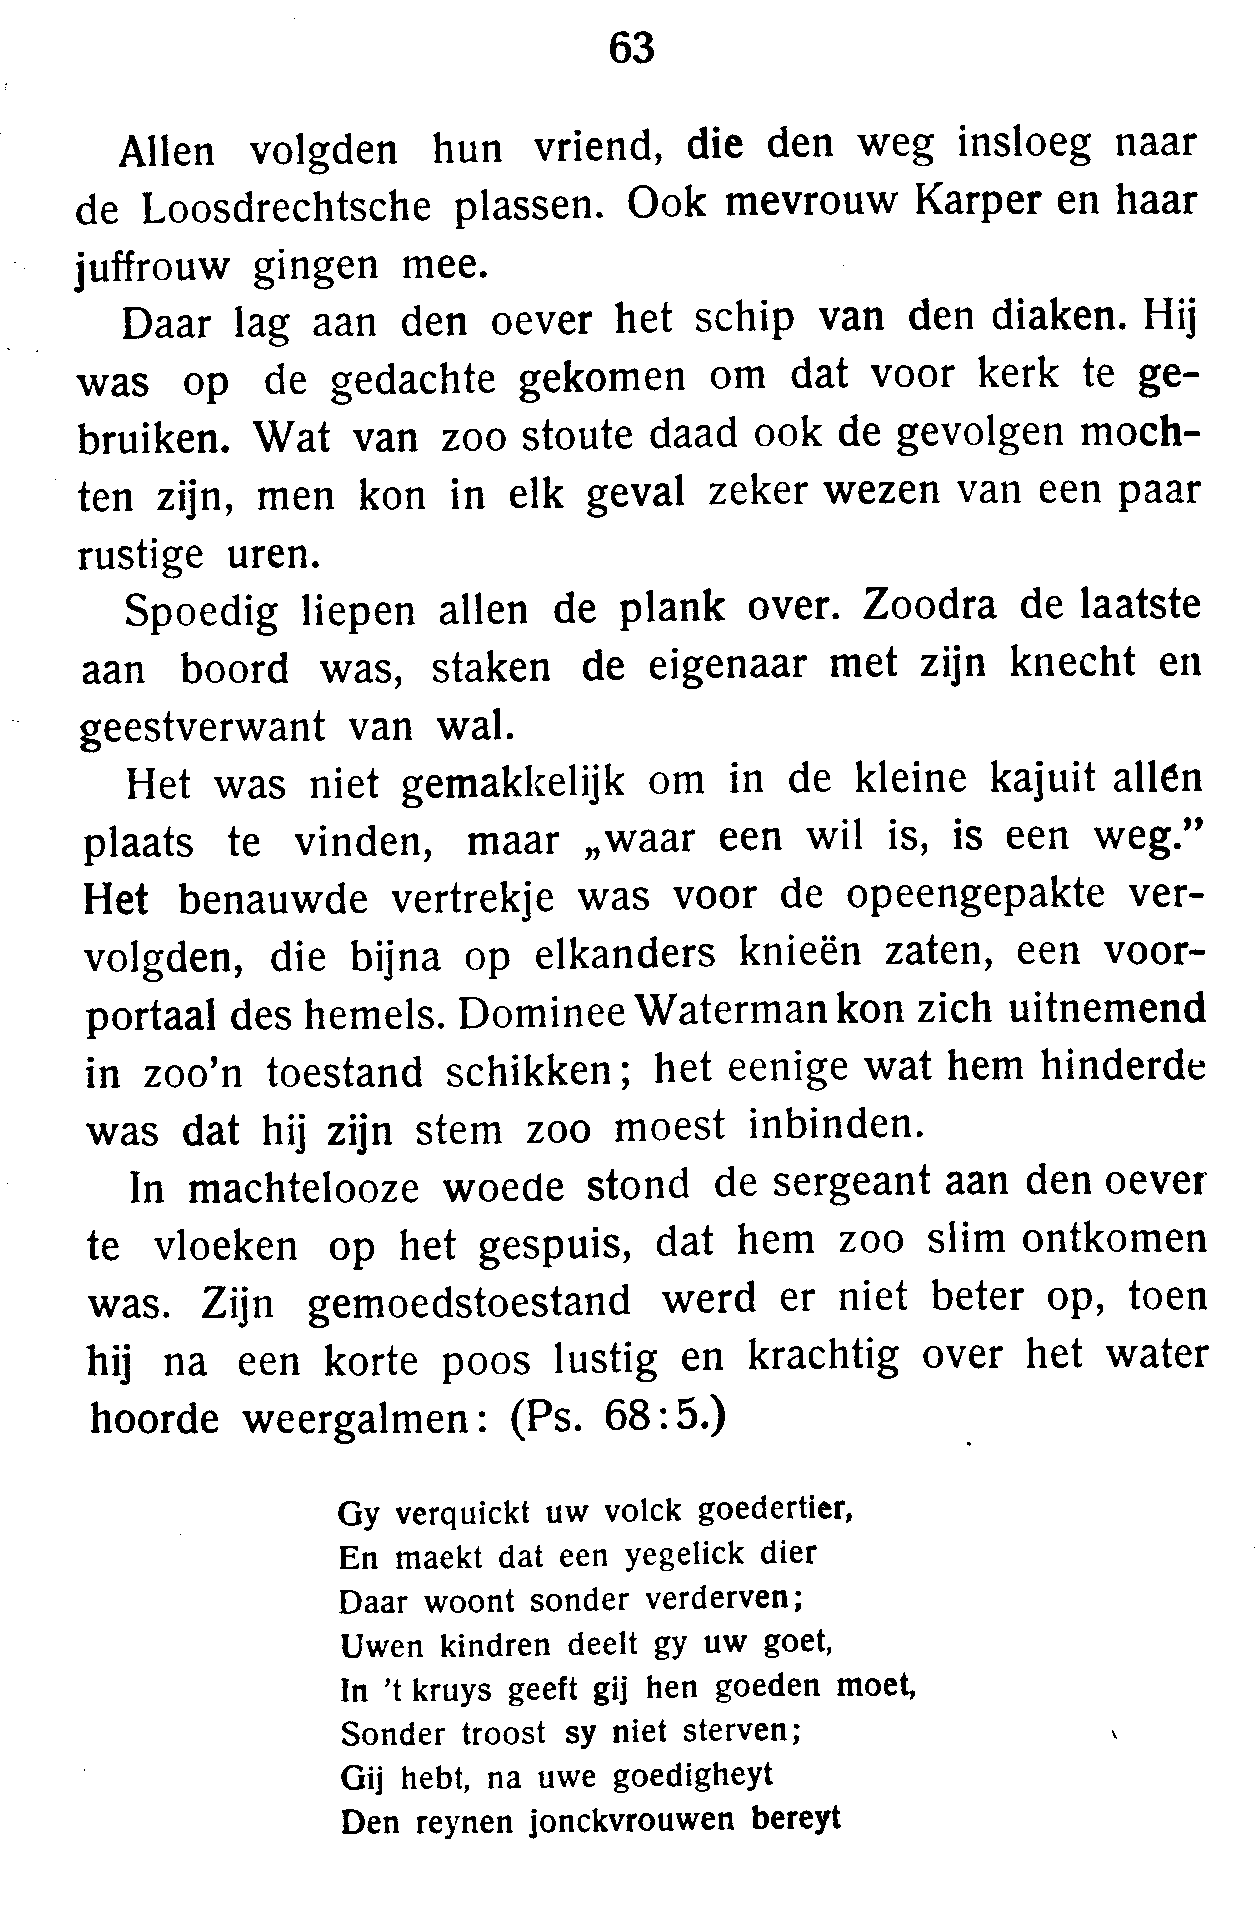 63
Allen volgden hun vriend, die den weg insloeg naar
de Loosdrechtsche plassen. Ook mevrouw Karper en haar
juffrouw gingen mee.
Daar lag aan den oever het schip van den diaken. Hij
was op de gedachte gekomen om dat voor kerk te ge-
bruiken. Wat van zoo stoute daad ook de gevolgen moch-
ten zijn, men kon in elk geval zeker wezen van een paar
rustige uren.
Spoedig liepen allen de plank over. Zoodra de laatste
aan boord was, staken de eigenaar met zijn knecht en
geestverwant van wal.
Het was niet gemakkelijk om in de kleine kajuit allén
plaats te vinden, maar „waar een wil is, is een weg.”
Het benauwde vertrekje was voor de opeengepakte ver-
volgden, die bijna op elkanders knieën zaten, een voor-
portaal des hemels. Dominee Waterman kon zich uitnemend
in zoo’n toestand schikken; het eenige wat hem hinderde
was dat hij zijn stem zoo moest inbinden.
In machtelooze woede stond de sergeant aan den oever
te vloeken op het gespuis, dat hem zoo slim ontkomen
was. Zijn gemoedstoestand werd er niet beter op, toen
hij na een korte poos lustig en krachtig over het water
hoorde weergalmen: (Ps. 68:5.)
Gy verquickt uw volck goedertier,
En maekt dat een yegelick dier
Daar woont sonder verderven;
Uwen kindren deelt gy uw goet,
In ’t kruys geeft gij hen goeden moet,
Sonder troost sy niet sterven;
Gij hebt, na uwe goedigheyt
Den reynen jonckvrouwen bereyt